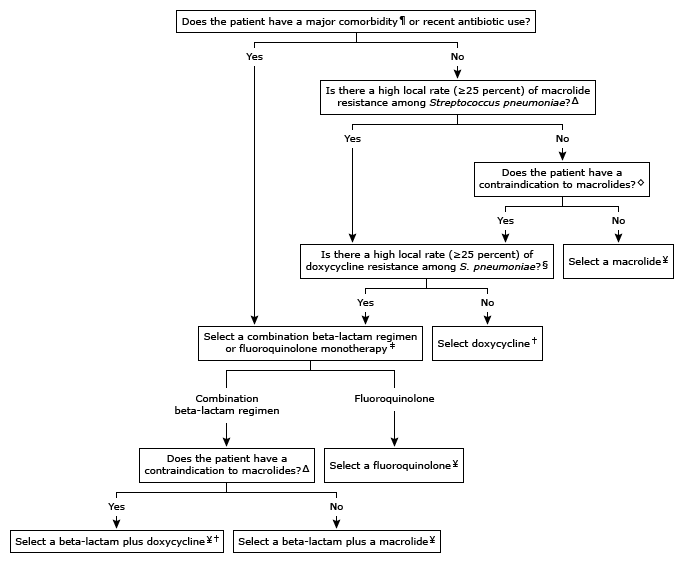 Does the patient have a major comorbidity¶ or recent antibiotic use?
Yes
No
Is there a high local rate (≥25 percent) of macrolide
resistance among Streptococcus pneumoniae?Δ
Yes
No
Does the patient have a
contraindication to macrolides?◇
Yes
No
Is there a high local rate (≥25 percent) of
doxycycline resistance among S. pneumoniae?§
Select a macrolide¥
Yes
No
Select a combination beta-lactam regimen
or fluoroquinolone monotherapy‡
Select doxycycline†
Combination
beta-lactam regimen
Fluoroquinolone
Does the patient have a
contraindication to macrolides?Δ
Select a fluoroquinolone¥
Yes
No
Select a beta-lactam plus doxycycline¥†
Select a beta-lactam plus a macrolide¥